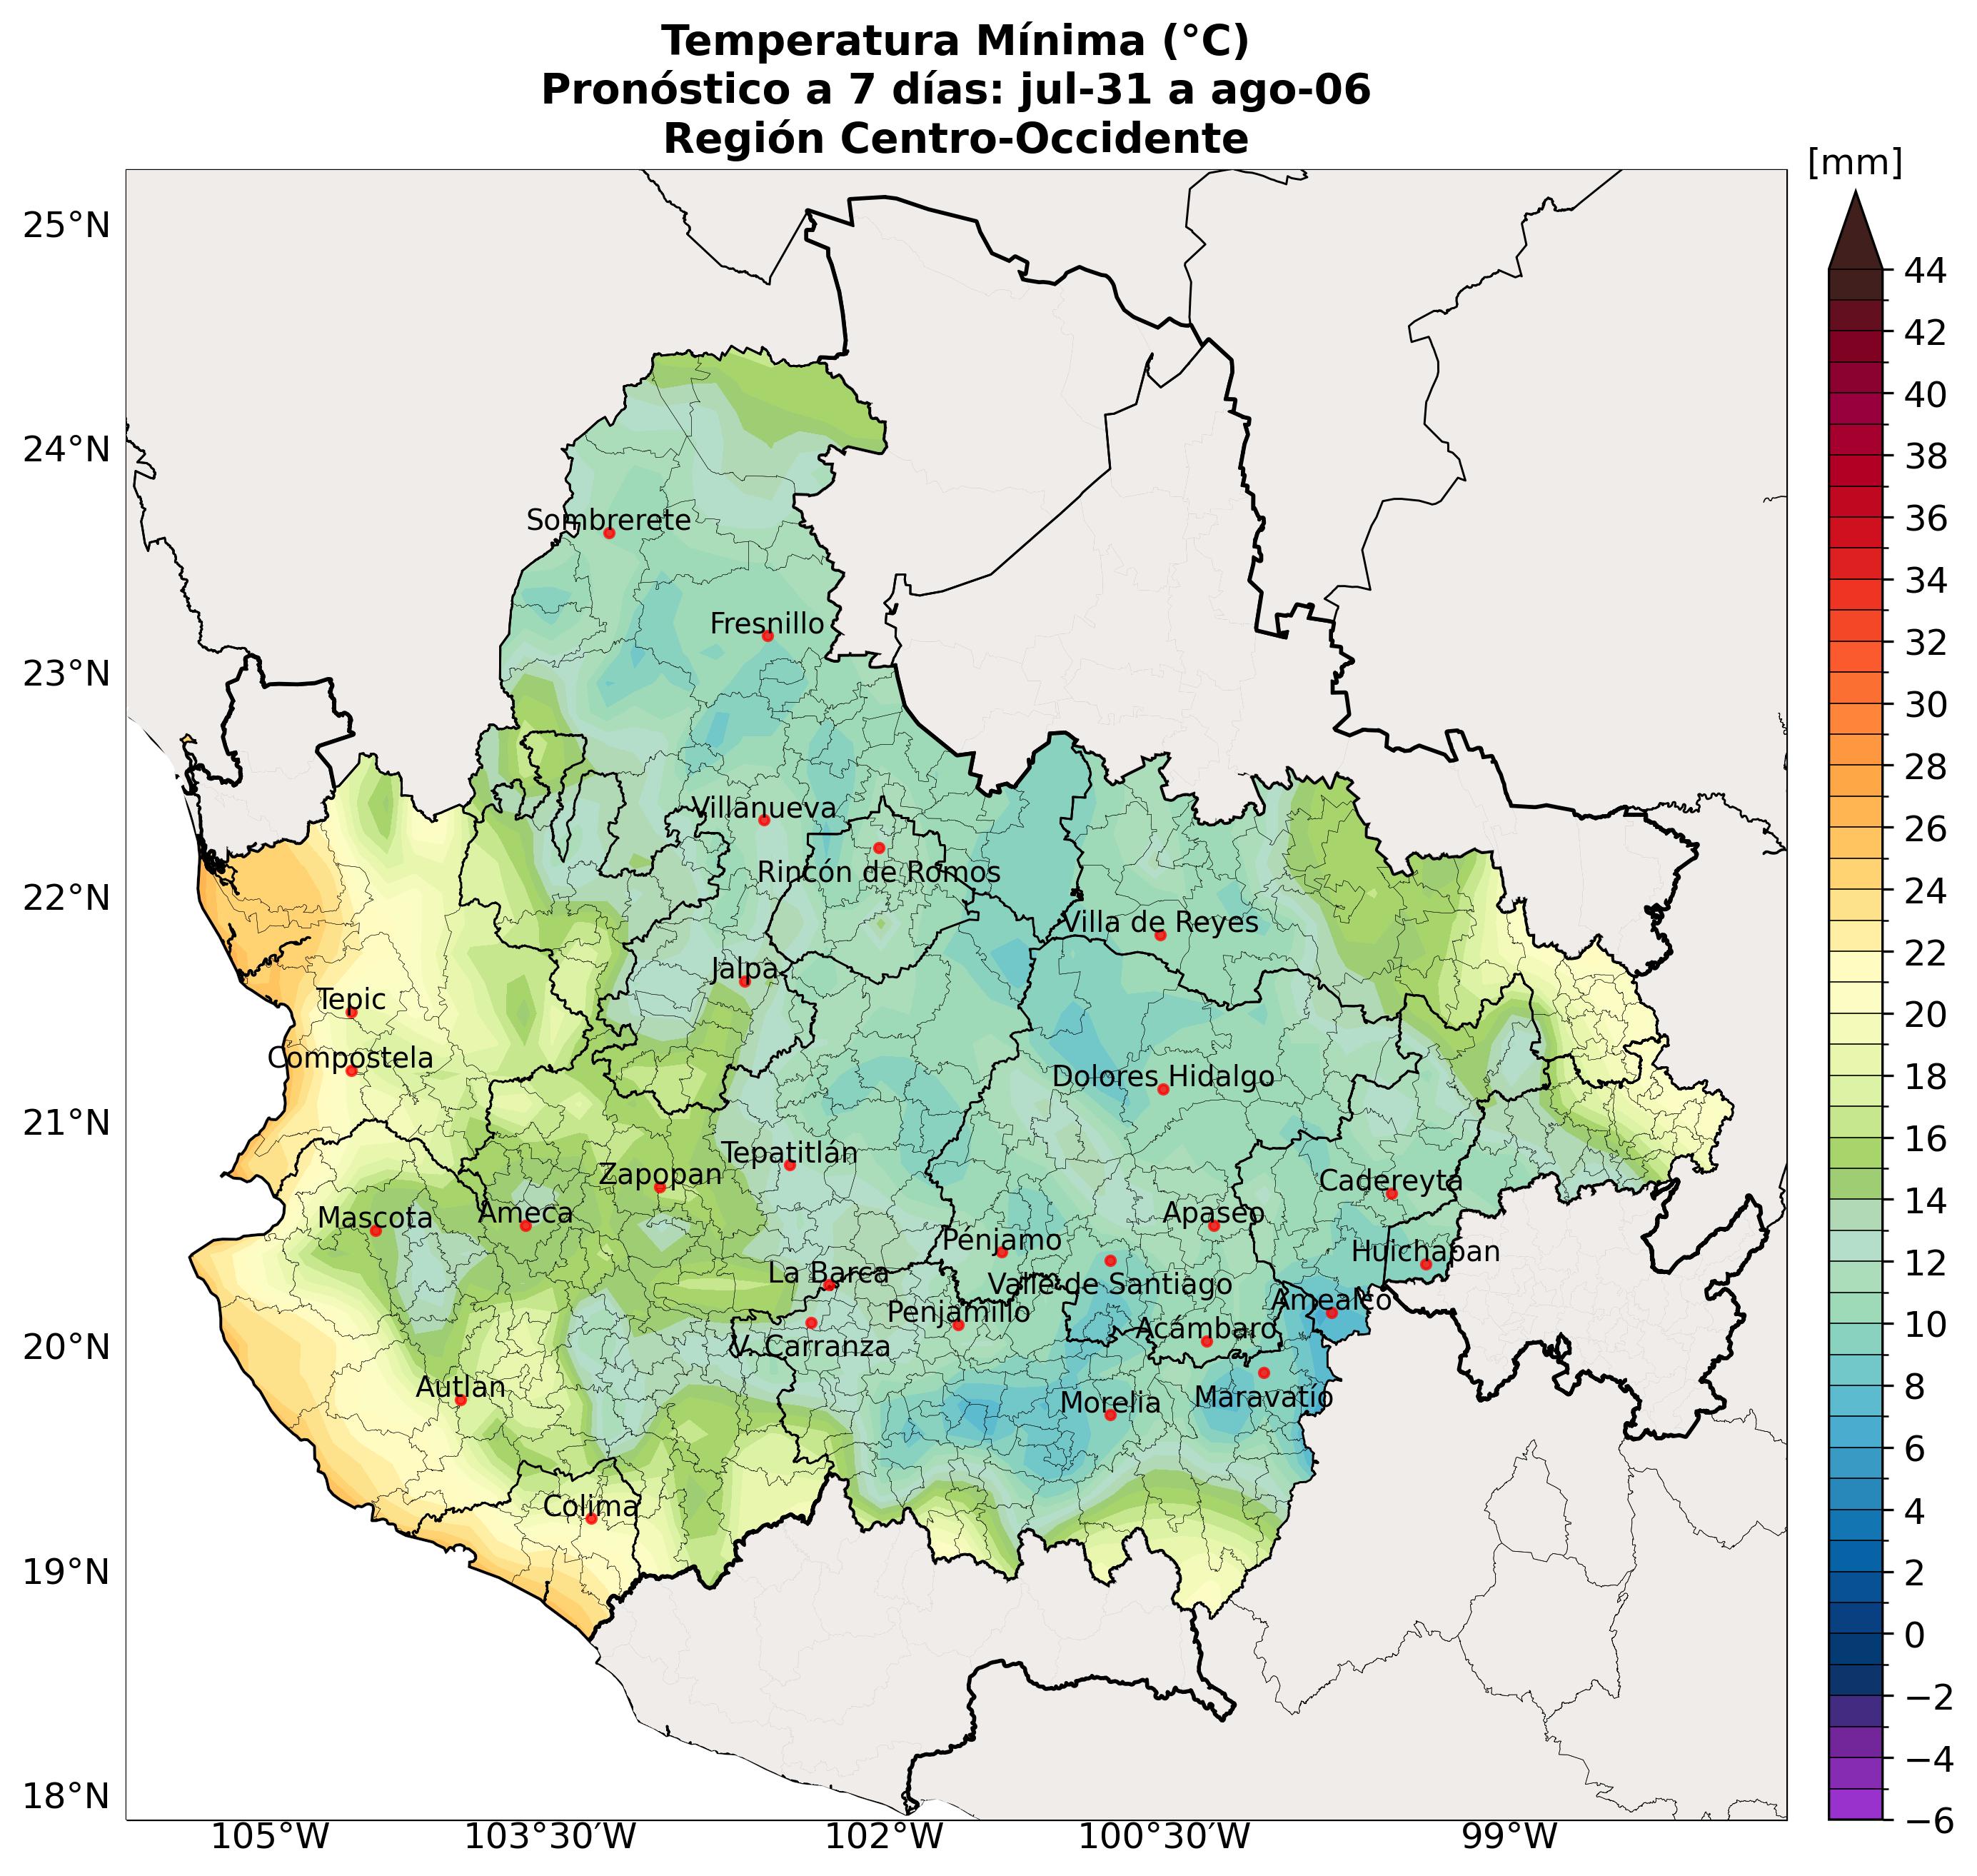 Temperatura Mínima (°C)
Pronóstico a 7 días: jul-31 a ago-06
Región Centro-Occidente
[mm]
25°N
24°N
23°N
22°N
21°N
20°N
19°N
18°N
Sombrerete
Fresnillo
Villanueva
Rincón de Romos
Villa de Reyes
Jalpa
Tepic
Compostela
Dolores Hidalgo
Tepatitlán
Zapopan
Cadereyta
Mascota
Ameca
Apaseo
Pénjamo
Huichapan
La Barca
Valle de Santiago
Penjamillo
Amealco
V. Carranza
Acámbaro
Autlan
Morelia
Maravatío
Colima
105°W
103°30′W
102°W
100°30′W
99°W
44
42
40
38
36
34
32
30
28
26
24
22
20
18
16
14
12
10
8
6
4
2
0
−2
−4
−6